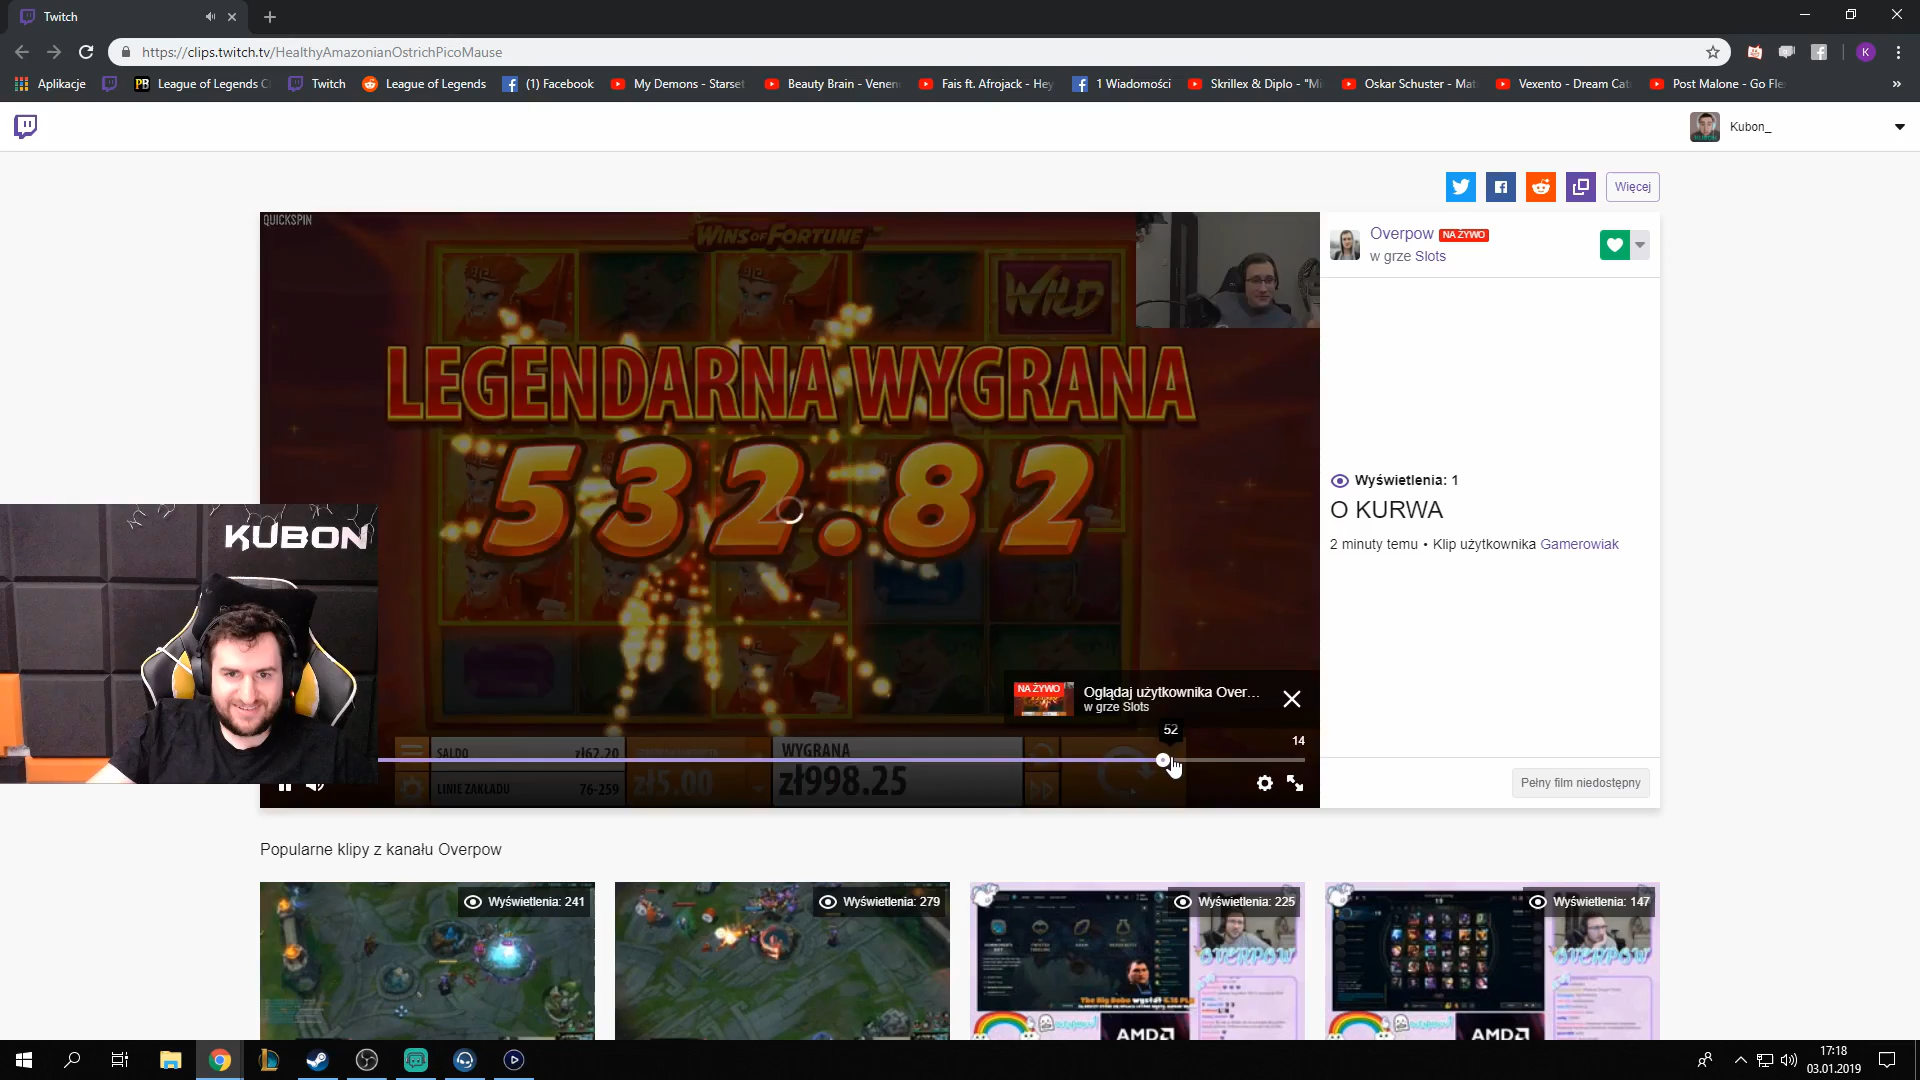 Twitch
https://clips.twitch.tv/HealthyAmazonianOstrichPicoMause
K
Aplikacje
PB
League of Legends C
Twitch
League of Legends
(1) Facebook
My Demons - Starset
Beauty Brain - Venen
Fais ft. Afrojack - Hey
1 Wiadomości
Skrillex & Diplo - "Mi
Oskar Schuster - Mat
Vexento - Dream Cat
Post Malone - Go Fle
»
Kubon_
Więcej
QUICKSPIN
WINS OF FORTUNE
WILD
Overpow NA ŻYWO
w grze Slots
LEGENDARNA WYGRANA
532.82
Wyświetlenia: 1
O KURWA
2 minuty temu • Klip użytkownika Gamerowiak
KUBON
NA ŻYWO
Oglądaj użytkownika Over...
w grze Slots
52
14
SALDO
zł62.20
WYGRANA
zł998.25
LINIE ZAKŁADU
76-259
zł5.00
Pełny film niedostępny
Popularne klipy z kanału Overpow
Wyświetlenia: 241
Wyświetlenia: 279
Wyświetlenia: 225
Wyświetlenia: 147
OVERPOW
OVERPOW
AMD
AMD
17:18
03.01.2019